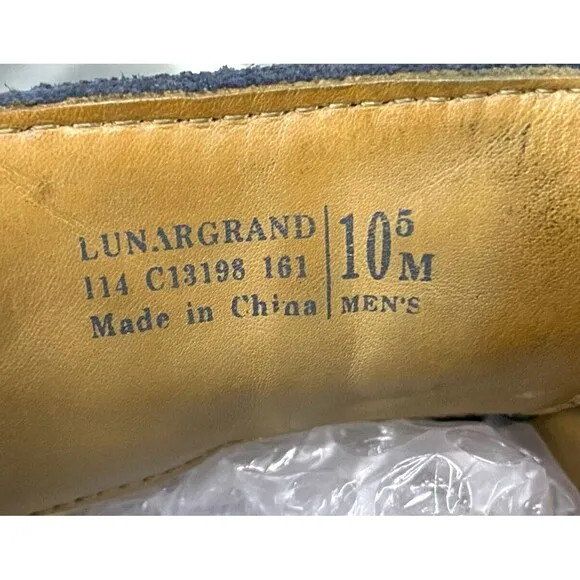 LUNARGRAND
114 C13198 161
Made in China
10⁵ M
MEN'S